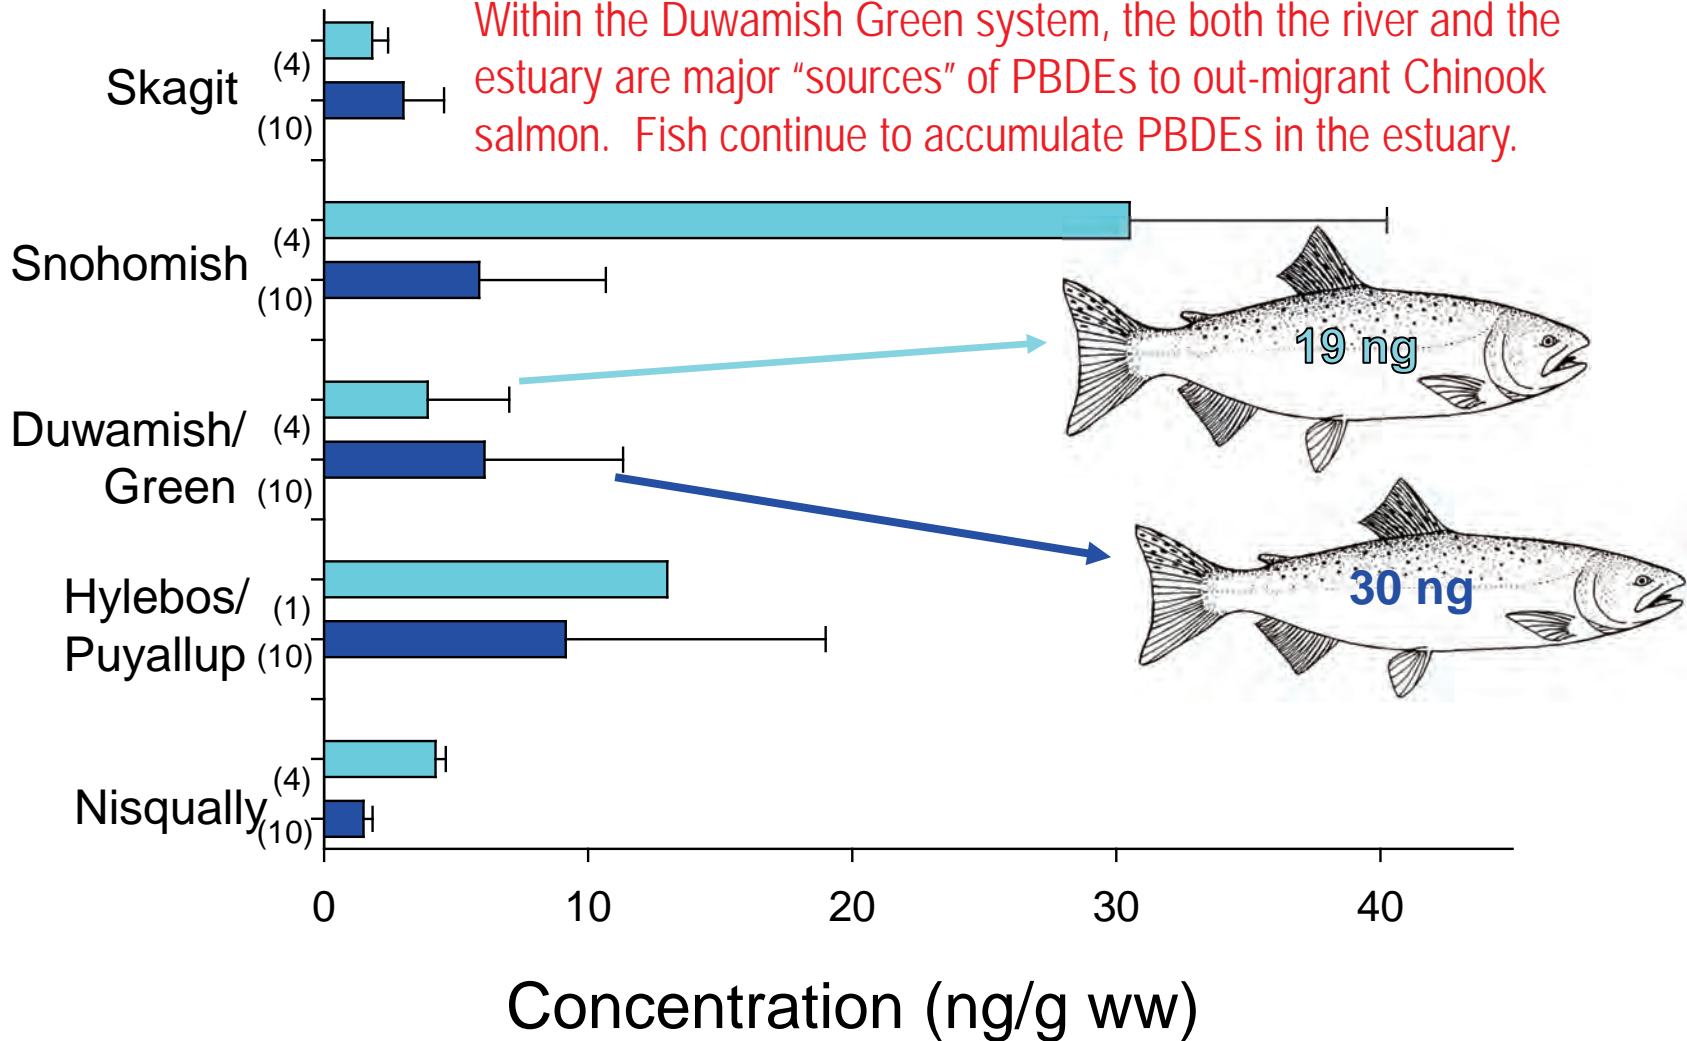 Within the Duwamish Green system, the both the river and the
estuary are major “sources” of PBDEs to out-migrant Chinook
salmon. Fish continue to accumulate PBDEs in the estuary.
Skagit
(4)
(10)
Snohomish
(4)
(10)
19 ng
Duwamish/
Green
(4)
(10)
30 ng
Hylebos/
Puyallup
(1)
(10)
Nisqually
(4)
(10)
0 10 20 30 40
Concentration (ng/g ww)